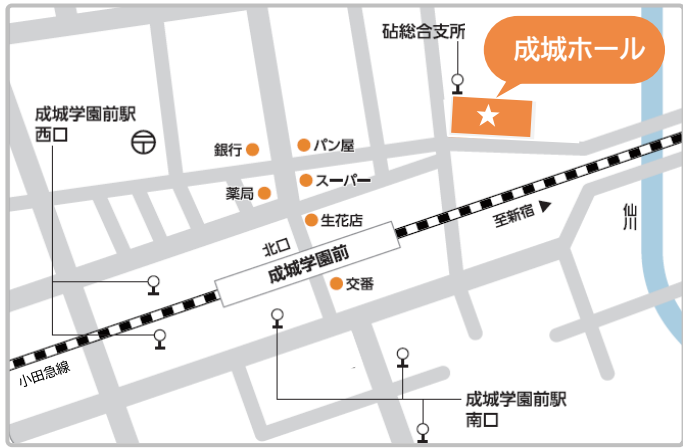 砧総合支所
成城ホール
成城学園前駅
西口
銀行
パン屋
薬局
スーパー
生花店
北口
成城学園前
至新宿
仙川
交番
小田急線
成城学園前駅
南口